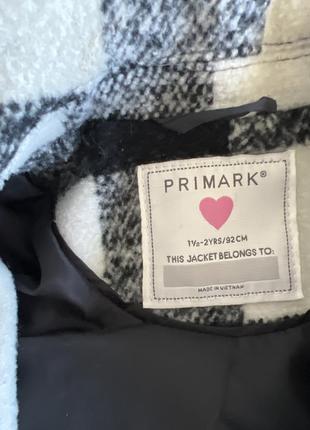 PRIMARK®
1½-2YRS/92CM
THIS JACKET BELONGS TO:
MADE IN VIETNAM